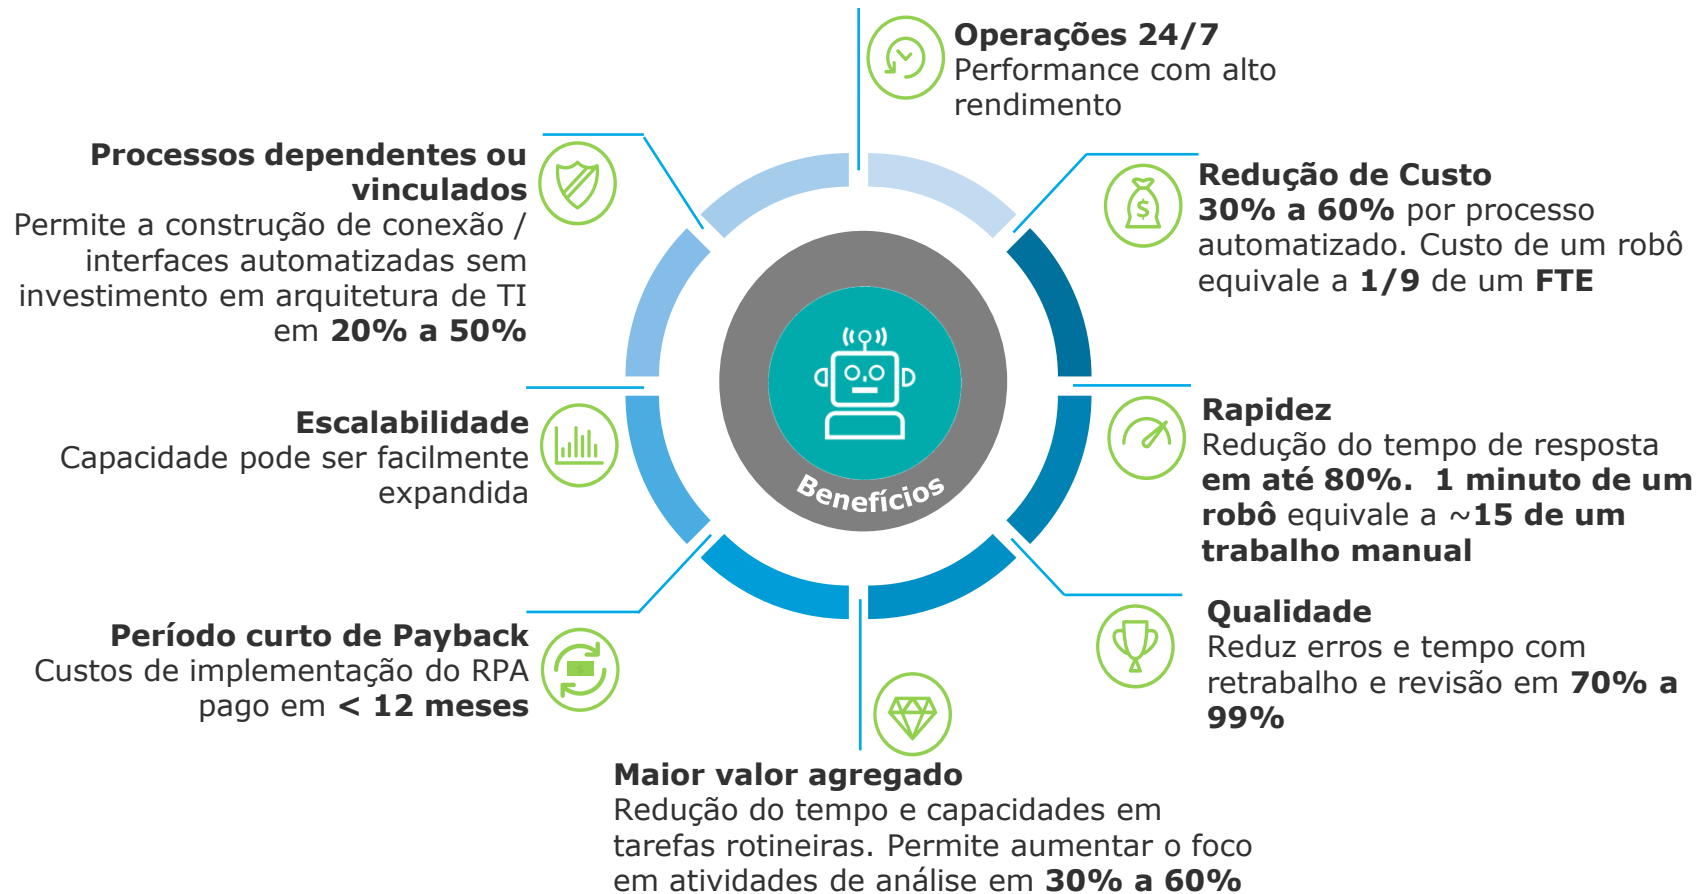 Operações 24/7
Performance com alto
rendimento
Redução de Custo
30% a 60% por processo
automatizado. Custo de um robô
equivale a 1/9 de um FTE
Rapidez
Redução do tempo de resposta
em até 80%.  1 minuto de um
robô equivale a ~15 de um
trabalho manual
Qualidade
Reduz erros e tempo com
retrabalho e revisão em 70% a
99%
Maior valor agregado
Redução do tempo e capacidades em
tarefas rotineiras. Permite aumentar o foco
em atividades de análise em 30% a 60%
Período curto de Payback
Custos de implementação do RPA
pago em < 12 meses
Escalabilidade
Capacidade pode ser facilmente
expandida
Processos dependentes ou
vinculados
Permite a construção de conexão /
interfaces automatizadas sem
investimento em arquitetura de TI
em 20% a 50%
Benefícios
$